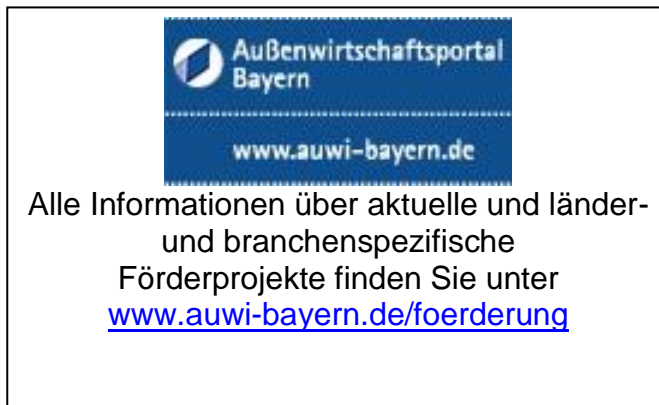 Außenwirtschaftsportal
Bayern
www.auwi-bayern.de
Alle Informationen über aktuelle und länder-
und branchenspezifische
Förderprojekte finden Sie unter
www.auwi-bayern.de/foerderung